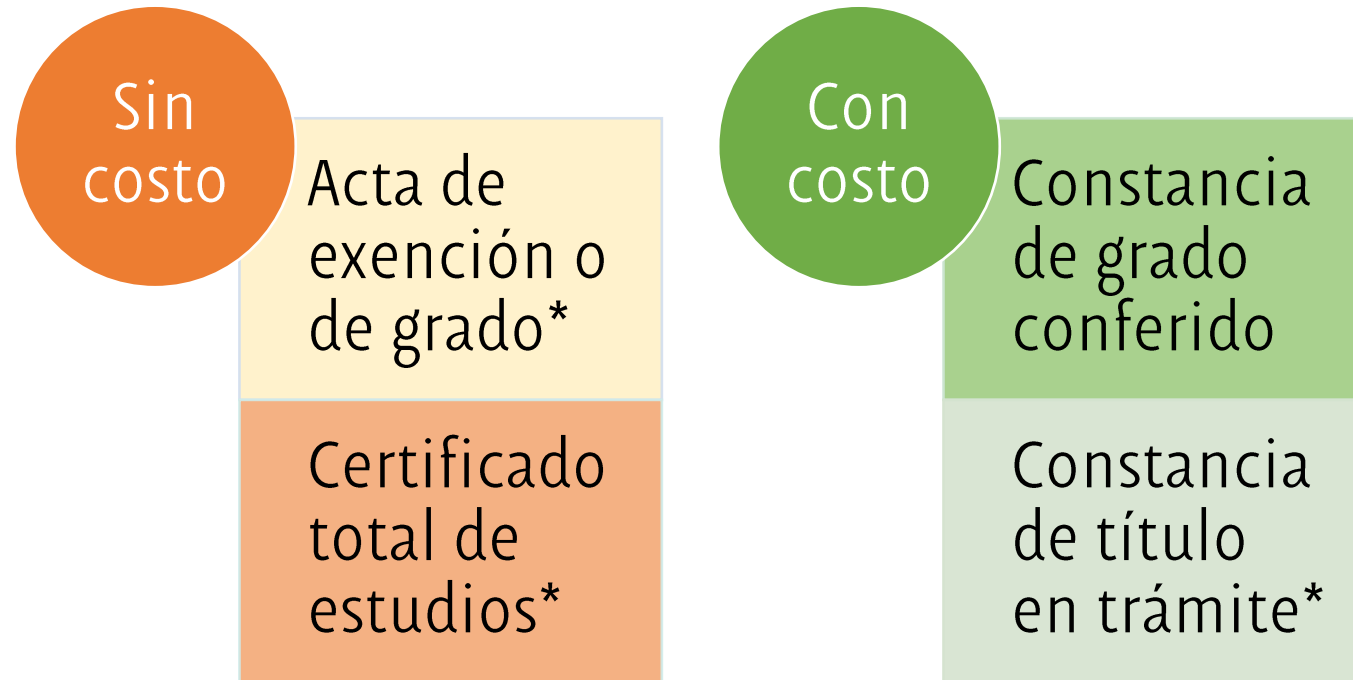 Sin
costo
Acta de
exención o
de grado*
Certificado
total de
estudios*
Con
costo
Constancia
de grado
conferido
Constancia
de título
en trámite*